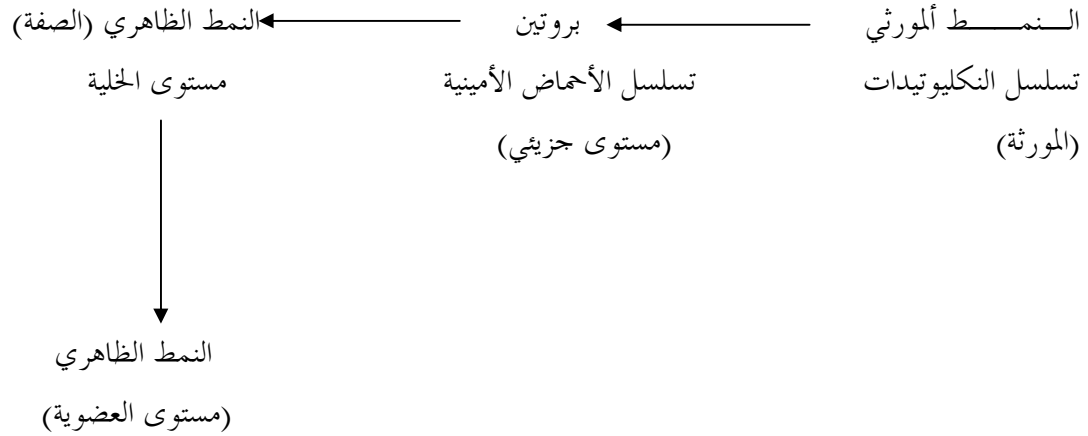 الـــنمـــــــط ألمورثي
تسلسل النكليوتيدات
(المورثة)
بروتين
تسلسل الأحماض الأمينية
(مستوى جزيئي)
النمط الظاهري (الصفة)
مستوى الخلية
النمط الظاهري
(مستوى العضوية)